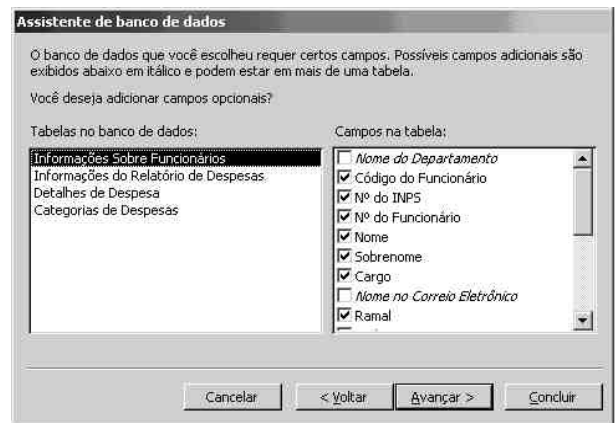 Assistente de banco de dados
O banco de dados que você escolheu requer certos campos. Possíveis campos adicionais são
exibidos abaixo em itálico e podem estar em mais de uma tabela.
Você deseja adicionar campos opcionais?
Tabelas no banco de dados:
Informações Sobre Funcionários
Informações do Relatório de Despesas
Detalhes de Despesa
Categorias de Despesas
Campos na tabela:
Nome do Departamento
Código do Funcionário
Nº do INPS
Nº do Funcionário
Nome
Sobrenome
Cargo
Nome no Correio Eletrônico
Ramal
Cancelar
< Voltar
Avançar >
Concluir